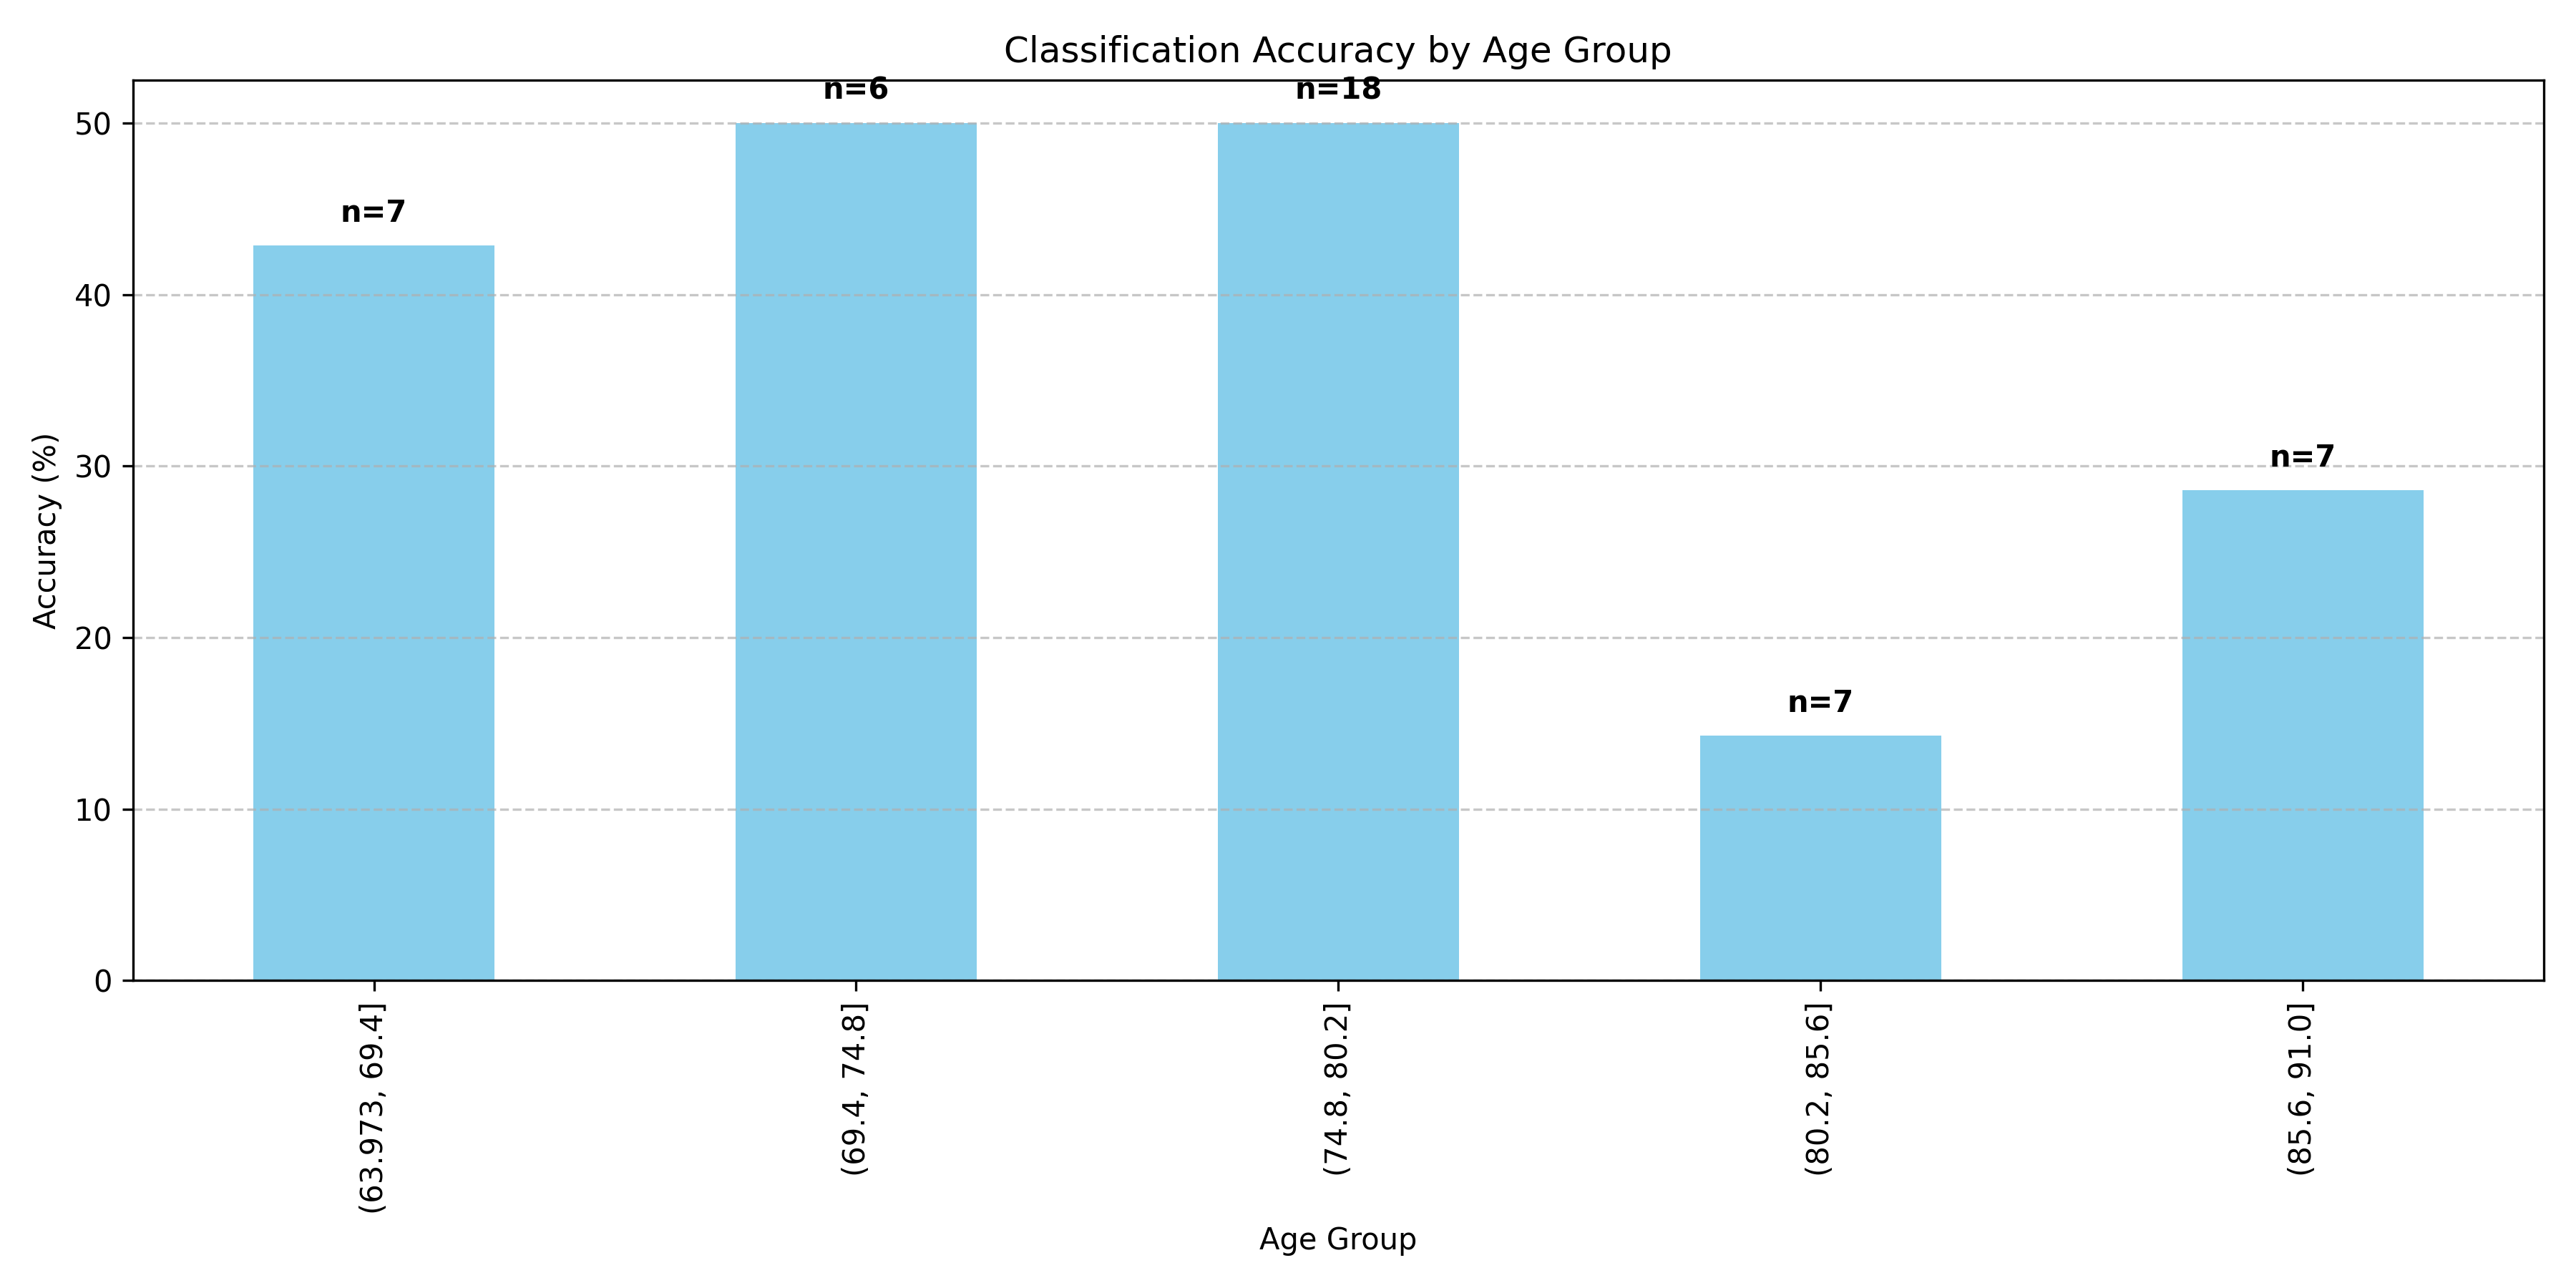 Classification Accuracy by Age Group
n=6
n=18
50
n=7
40
Accuracy (%)
30
n=7
20
n=7
10
0
(63.973, 69.4]
(69.4, 74.8]
(74.8, 80.2]
(80.2, 85.6]
(85.6, 91.0]
Age Group